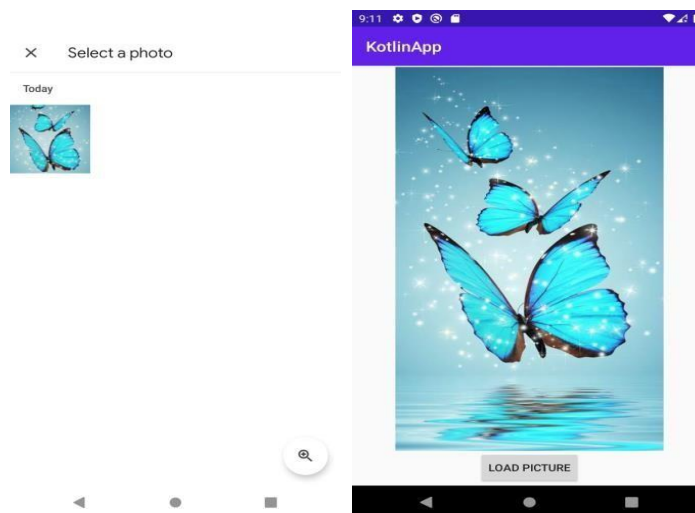 Select a photo
Today
9:11
KotlinApp
LOAD PICTURE